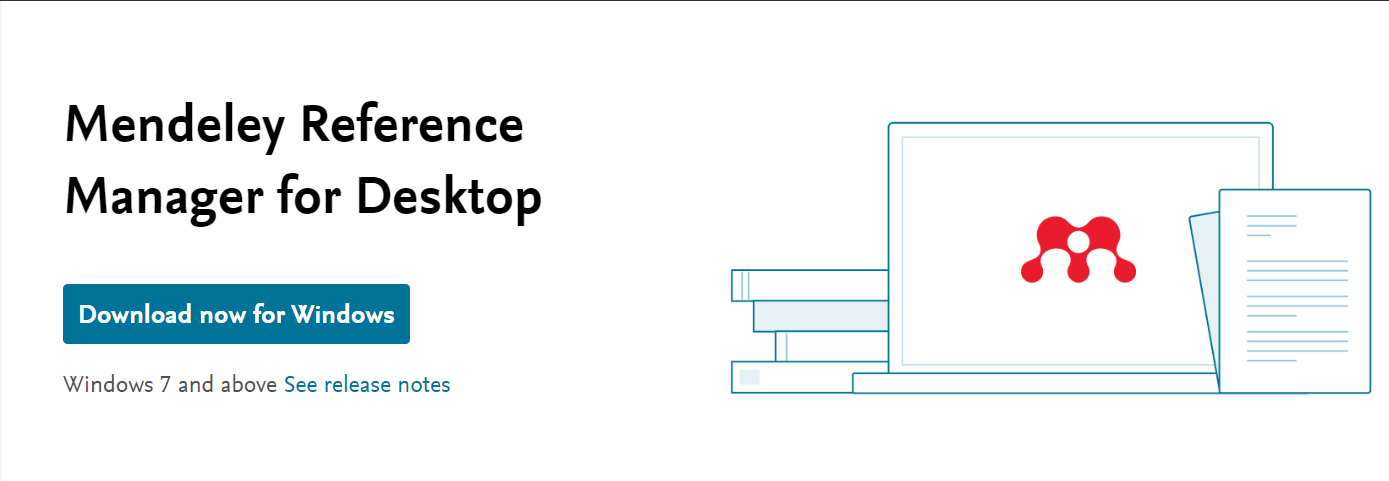 Mendeley Reference
Manager for Desktop
Download now for Windows
Windows 7 and above See release notes